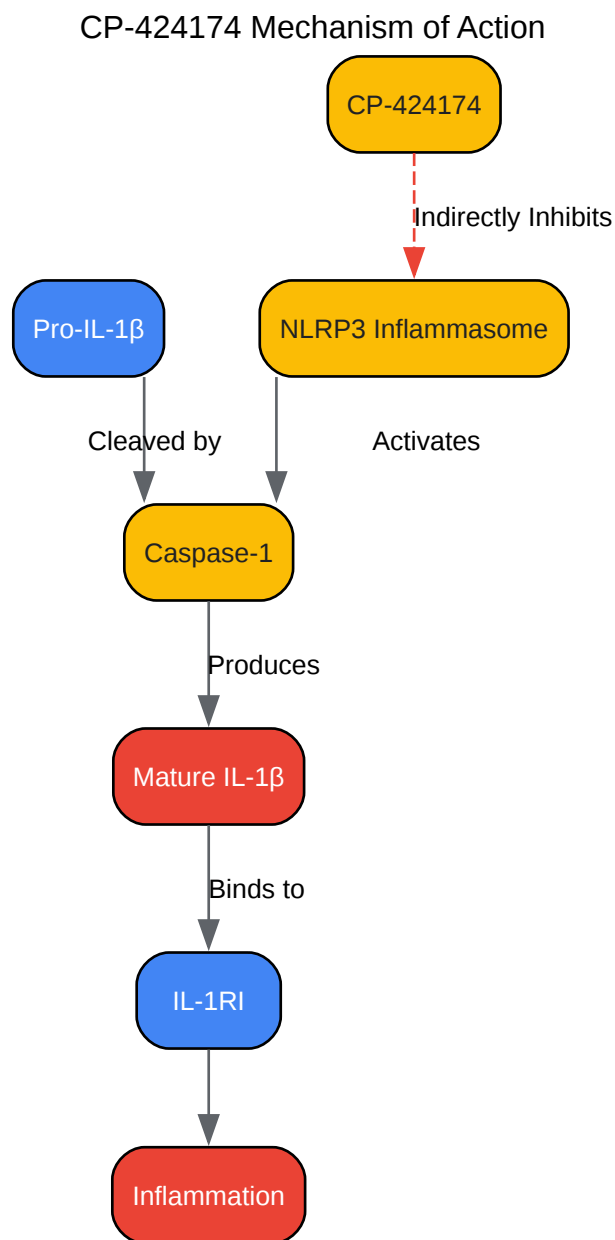 CP-424174 Mechanism of Action
CP-424174
Indirectly Inhibits
Pro-IL-1β
NLRP3 Inflammasome
Cleaved by
Activates
Caspase-1
Produces
Mature IL-1β
Binds to
IL-1RI
Inflammation